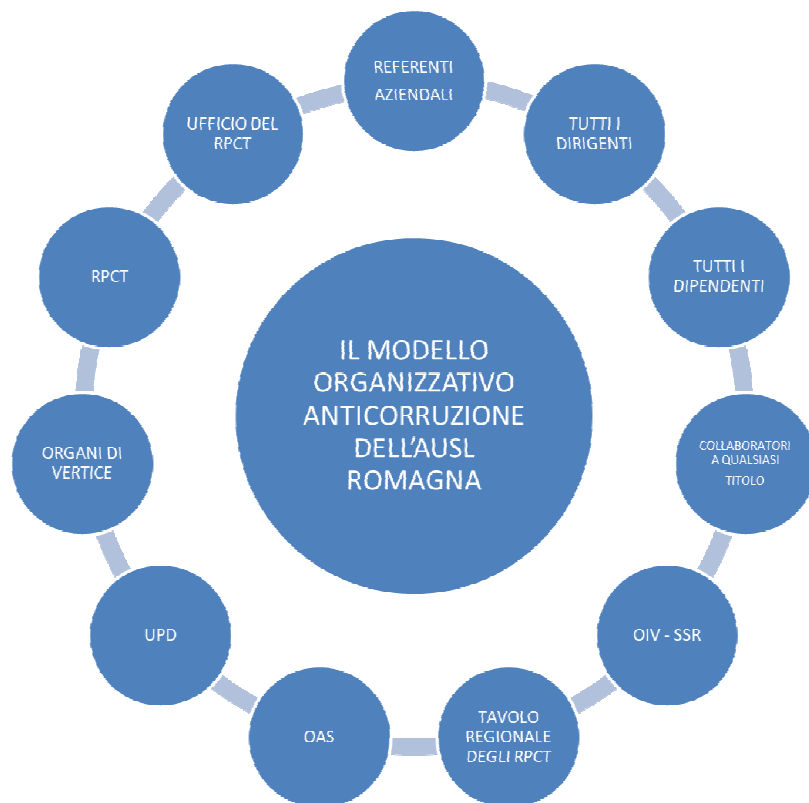 REFERENTI
AZIENDALI
TUTTI I
DIRIGENTI
TUTTI I
DIPENDENTI
COLLABORATORI
A QUALSIASI
TITOLO
OIV - SSR
TAVOLO
REGIONALE
DEGLI RPCT
OAS
UPD
ORGANI DI
VERTICE
RPCT
UFFICIO DEL
RPCT
IL MODELLO
ORGANIZZATIVO
ANTICORRUZIONE
DELL'AUSL
ROMAGNA